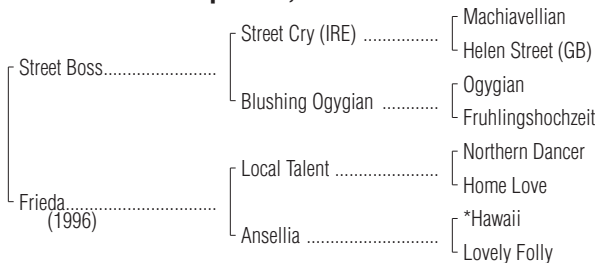 Machiavellian
Street Cry (IRE) ................
Helen Street (GB)
Street Boss........................
Ogygian
Blushing Ogygian ............
Fruhlingshochzeit
Northern Dancer
Local Talent ......................
Home Love
Frieda................................
(1996)
*Hawaii
Ansellia ............................
Lovely Folly